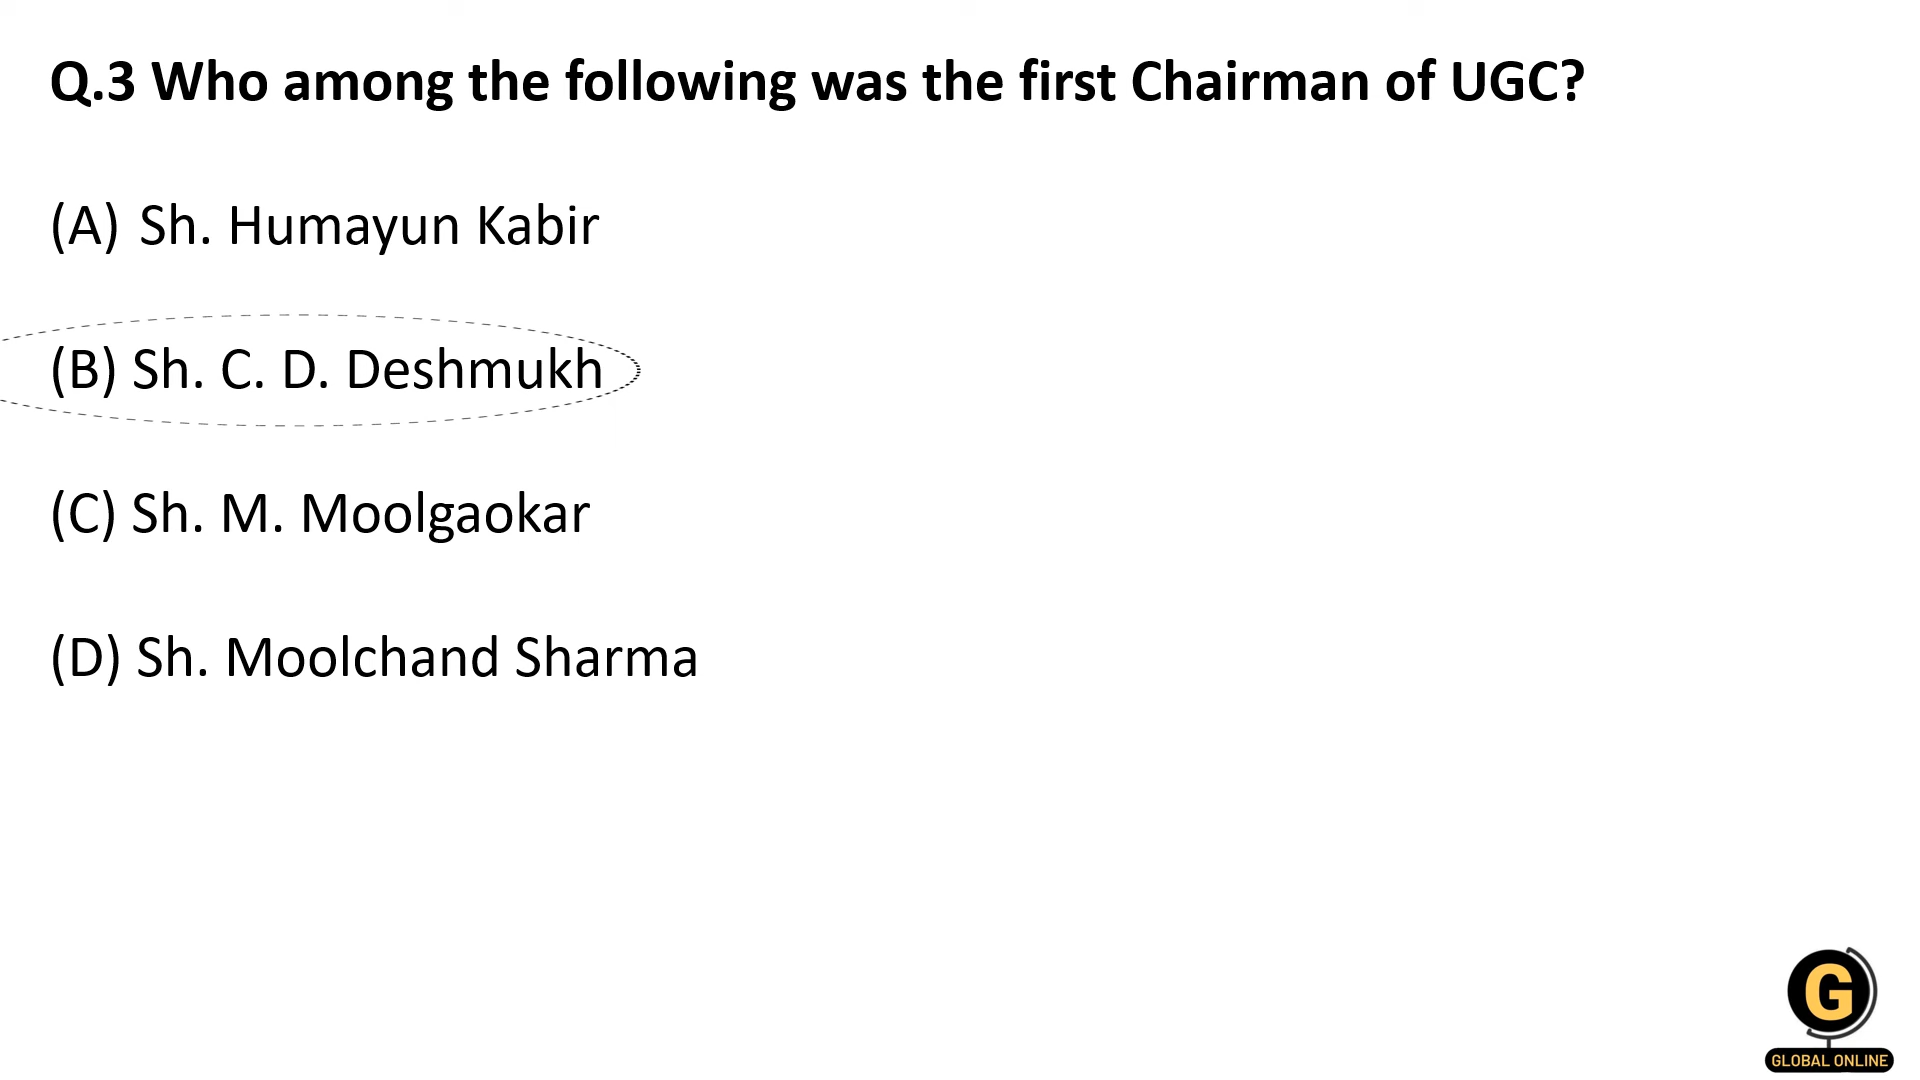 Q.3 Who among the following was the first Chairman of UGC?
(A) Sh. Humayun Kabir
(B) Sh. C. D. Deshmukh
(C) Sh. M. Moolgaokar
(D) Sh. Moolchand Sharma
G
GLOBAL ONLINE